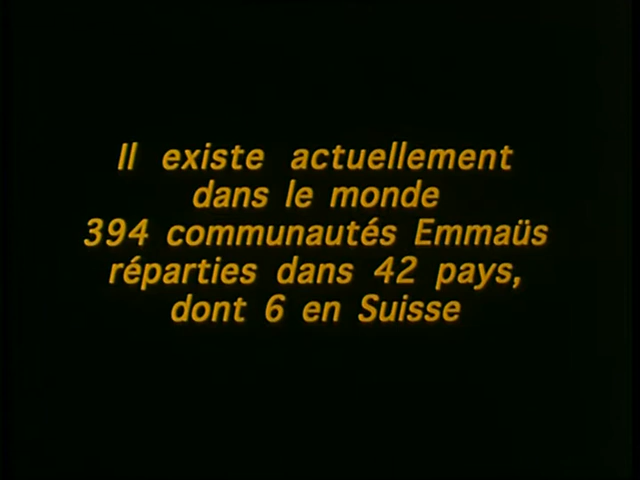 Il existe actuellement
dans le monde
394 communautés Emmaüs
réparties dans 42 pays,
dont 6 en Suisse